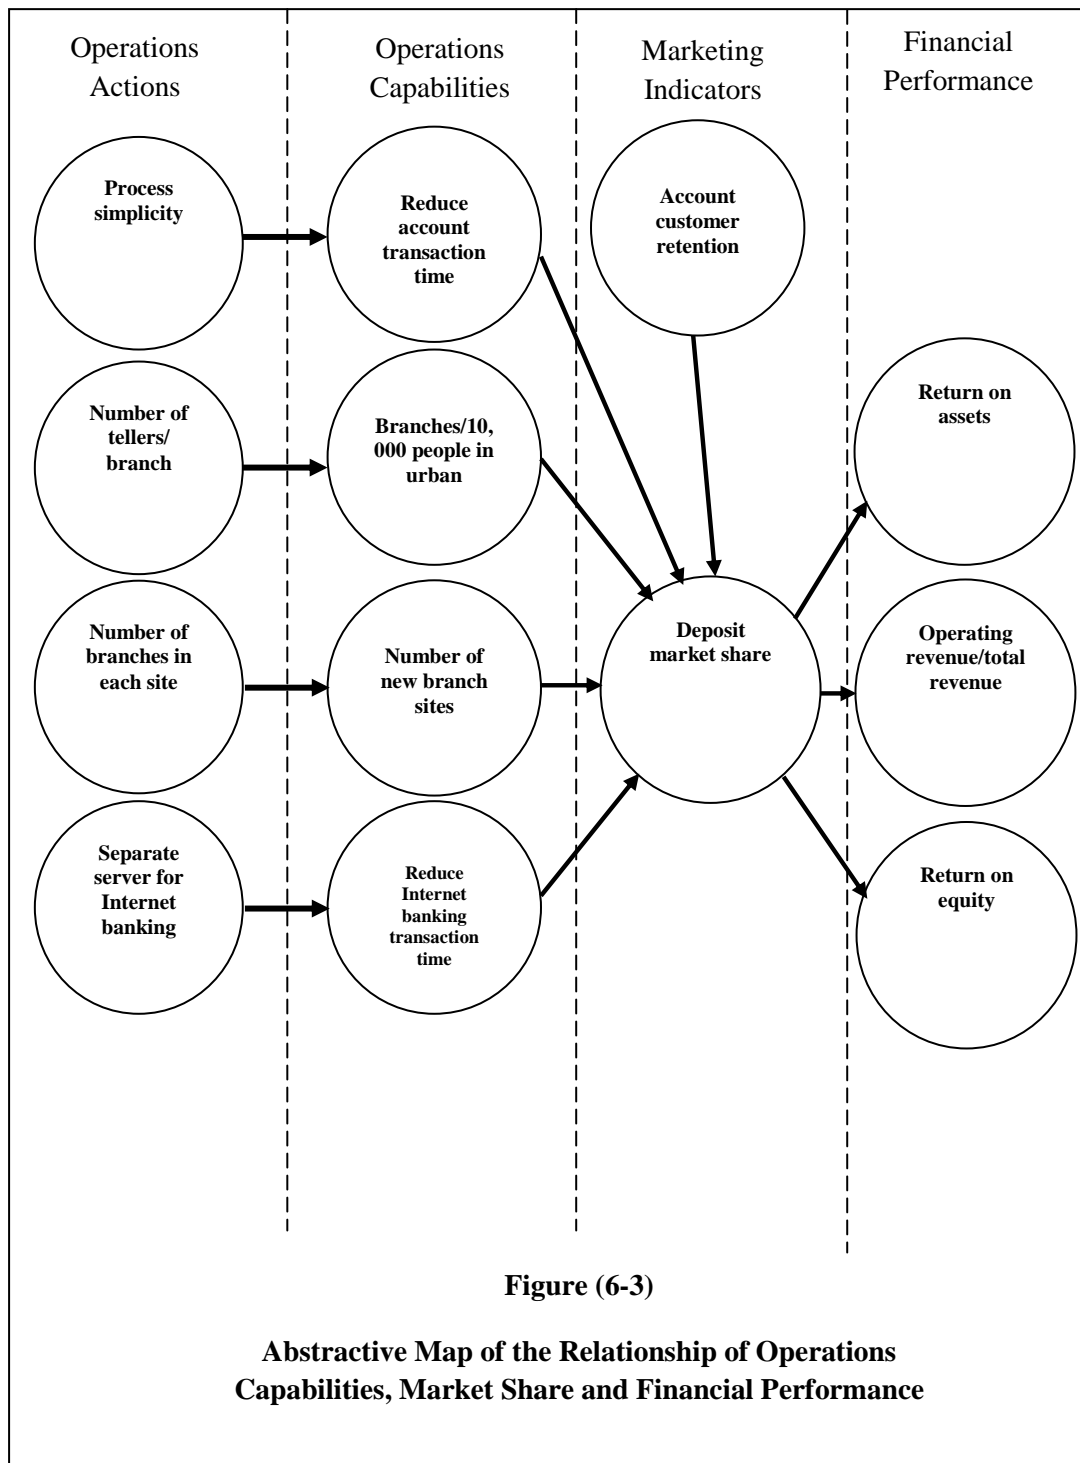 Operations
Actions
Operations
Capabilities
Marketing
Indicators
Financial
Performance
Process
simplicity
Reduce
account
transaction
time
Account
customer
retention
Number of
tellers/
branch
Branches/10,
000 people in
urban
Return on
assets
Number of
branches in
each site
Number of
new branch
sites
Deposit
market share
Operating
revenue/total
revenue
Separate
server for
Internet
banking
Reduce
Internet
banking
transaction
time
Return on
equity
Figure (6-3)
Abstractive Map of the Relationship of Operations
Capabilities, Market Share and Financial Performance